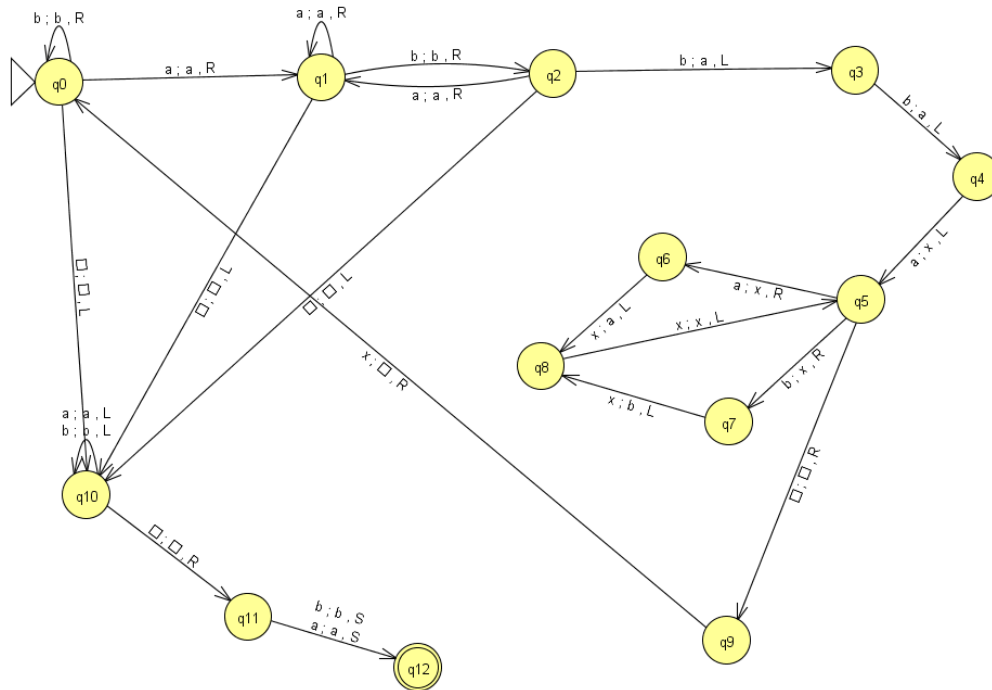 b ; b , R
a ; a , R
q0
a ; a , R
q1
b ; b , R
a ; a , R
q2
b ; a , L
q3
b ; a , L
q4
a ; x , L
q5
a ; x , R
q6
x ; a , L
x ; x , L
q8
b ; x , R
q7
x ; b , L
□ ; □ , R
□ ; □ , L
□ ; □ , L
□ ; □ , L
x ; □ , R
a ; a , L
b ; b , L
q10
□ ; □ , R
q11
b ; b , S
a ; a , S
q12
q9